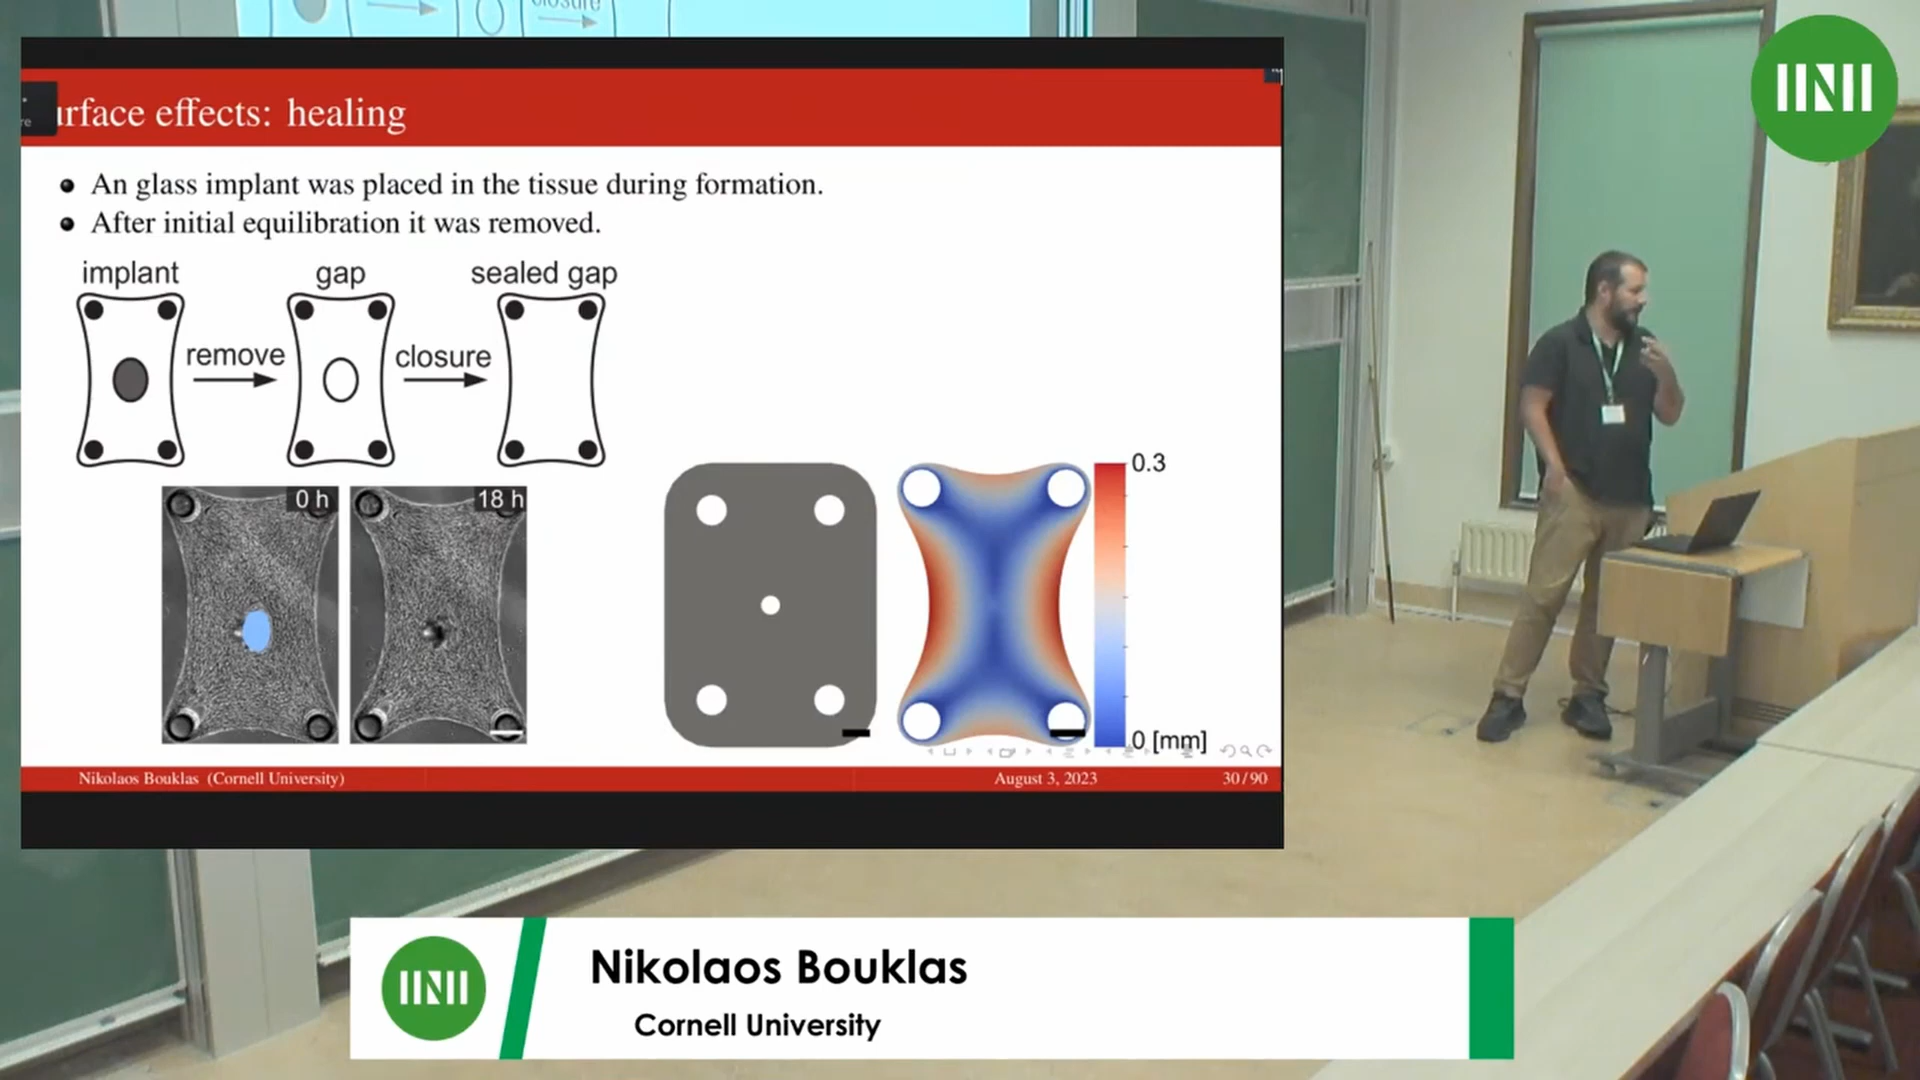 closure
urface effects: healing
An glass implant was placed in the tissue during formation.
After initial equilibration it was removed.
implant
gap
sealed gap
remove
closure
0 h
18 h
0.3
0 [mm]
Nikolaos Bouklas (Cornell University)
August 3, 2023
30/90
Nikolaos Bouklas
Cornell University